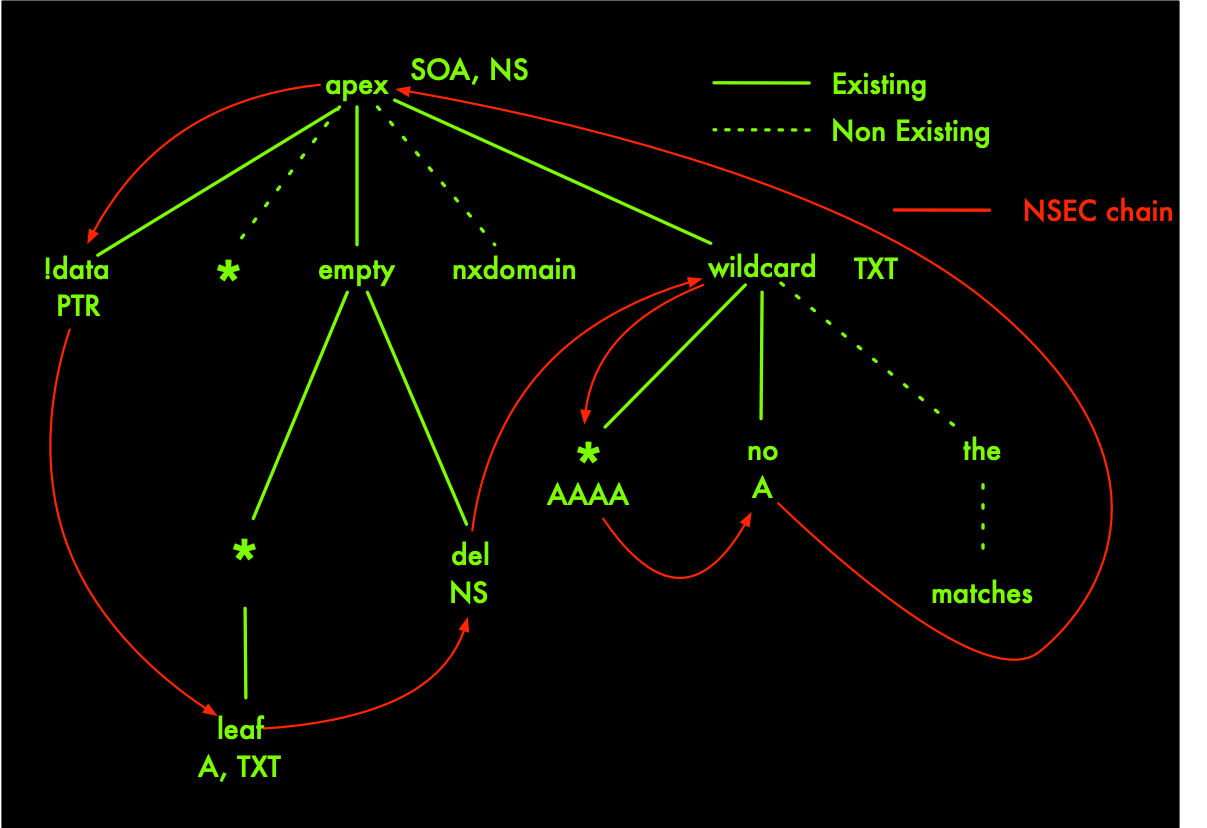 apex
SOA, NS
Existing
Non Existing
NSEC chain
!data
PTR
*
empty
nxdomain
wildcard
TXT
*
AAAA
no
A
the
*
del
NS
matches
leaf
A, TXT